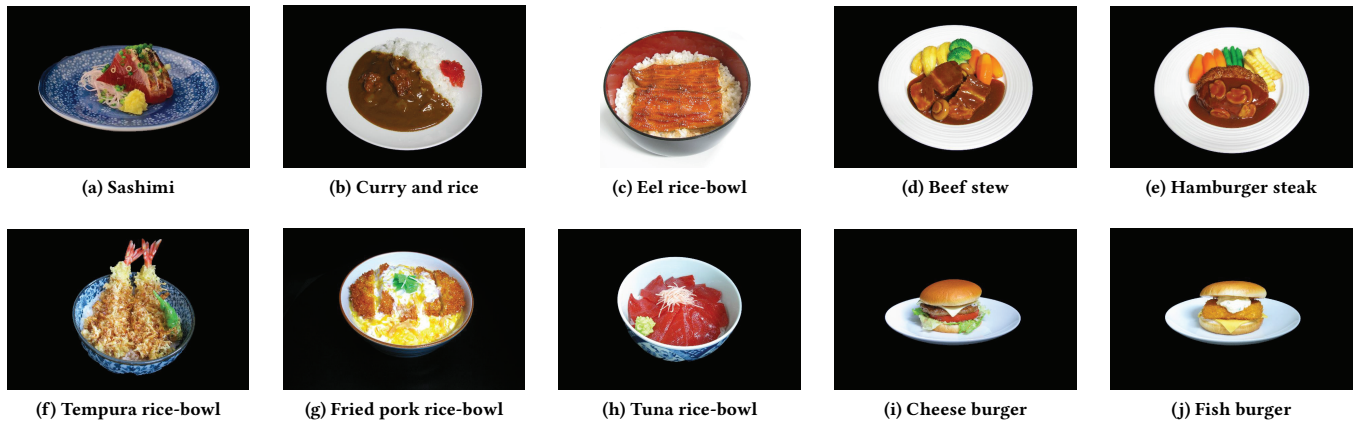 (a) Sashimi
(b) Curry and rice
(c) Eel rice-bowl
(d) Beef stew
(e) Hamburger steak
(f) Tempura rice-bowl
(g) Fried pork rice-bowl
(h) Tuna rice-bowl
(i) Cheese burger
(j) Fish burger